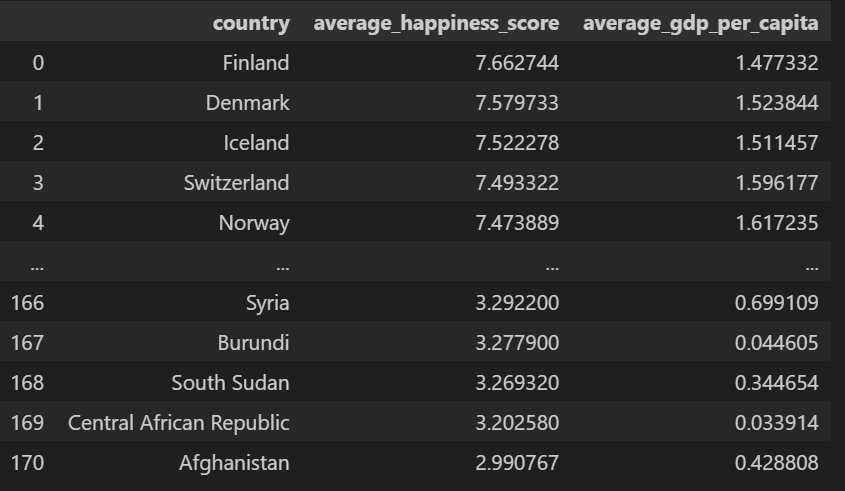 country average_happiness_score average_gdp_per_capita
0 Finland 7.662744 1.477332
1 Denmark 7.579733 1.523844
2 Iceland 7.522278 1.511457
3 Switzerland 7.493322 1.596177
4 Norway 7.473889 1.617235
... ... ... ...
166 Syria 3.292200 0.699109
167 Burundi 3.277900 0.044605
168 South Sudan 3.269320 0.344654
169 Central African Republic 3.202580 0.033914
170 Afghanistan 2.990767 0.428808